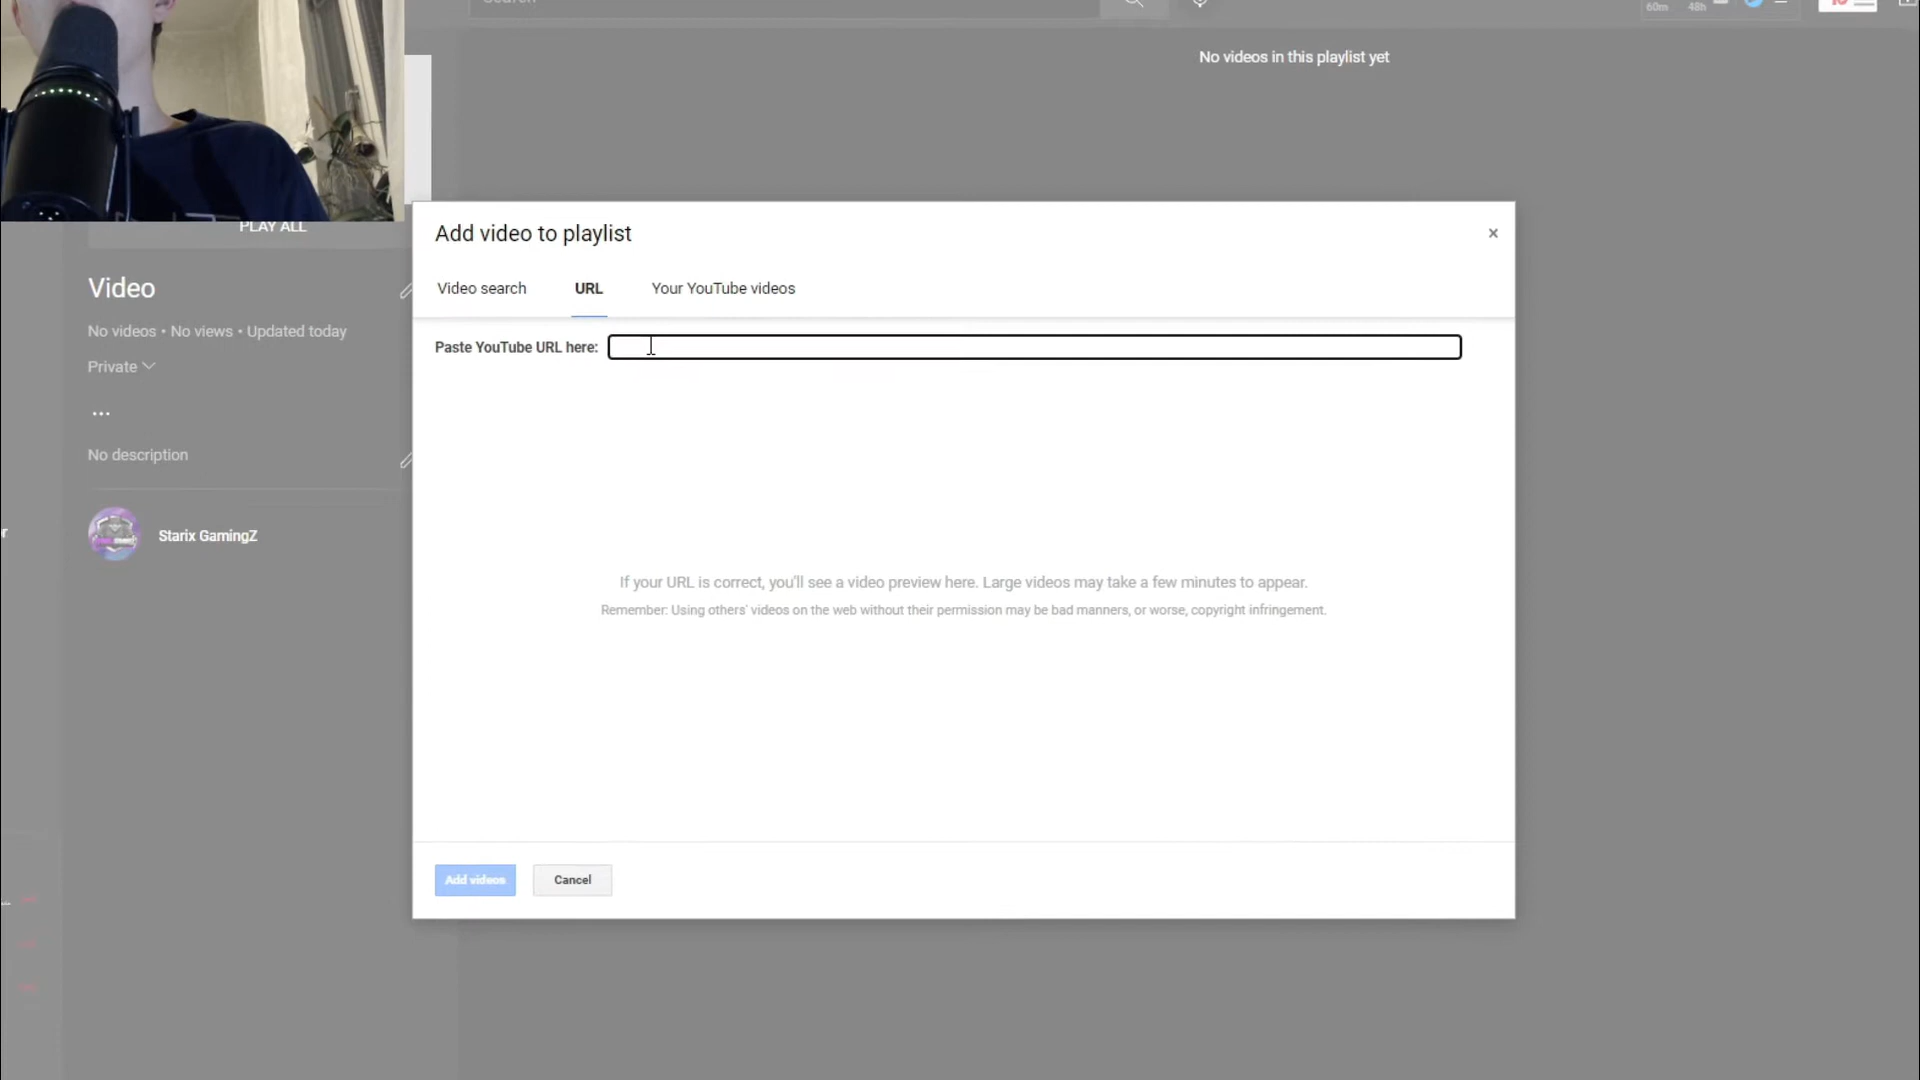 60m 48h
No videos in this playlist yet
PLAY ALL
Video
No videos • No views • Updated today
Private
...
No description
Starix GamingZ
Add video to playlist
×
Video search URL Your YouTube videos
Paste YouTube URL here:
If your URL is correct, you'll see a video preview here. Large videos may take a few minutes to appear.
Remember: Using others' videos on the web without their permission may be bad manners, or worse, copyright infringement.
Add videos Cancel